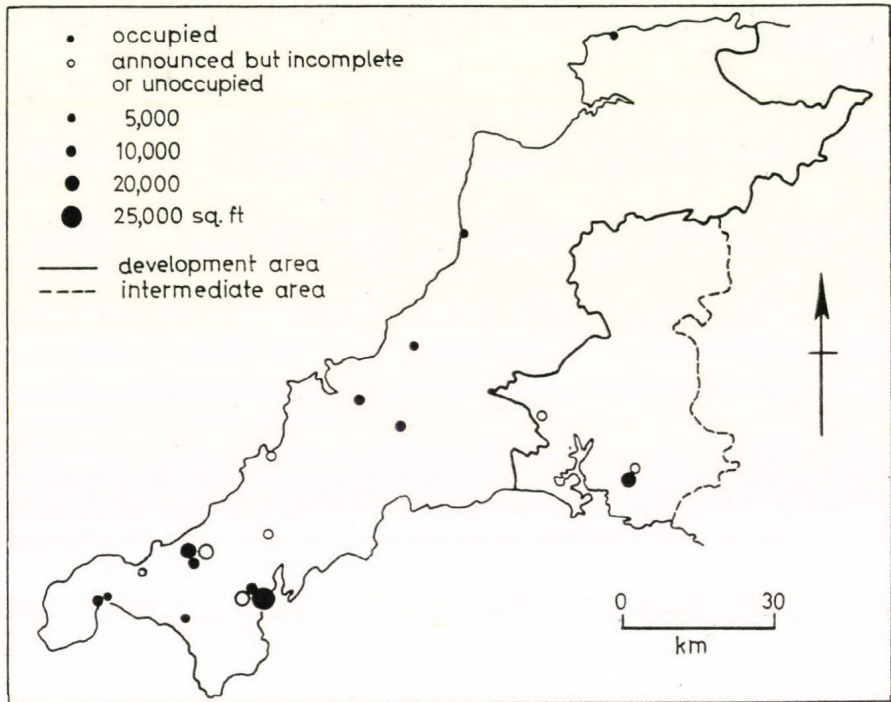 occupied
announced but incomplete
or unoccupied
5,000
10,000
20,000
25,000 sq. ft
development area
intermediate area
0 30
km